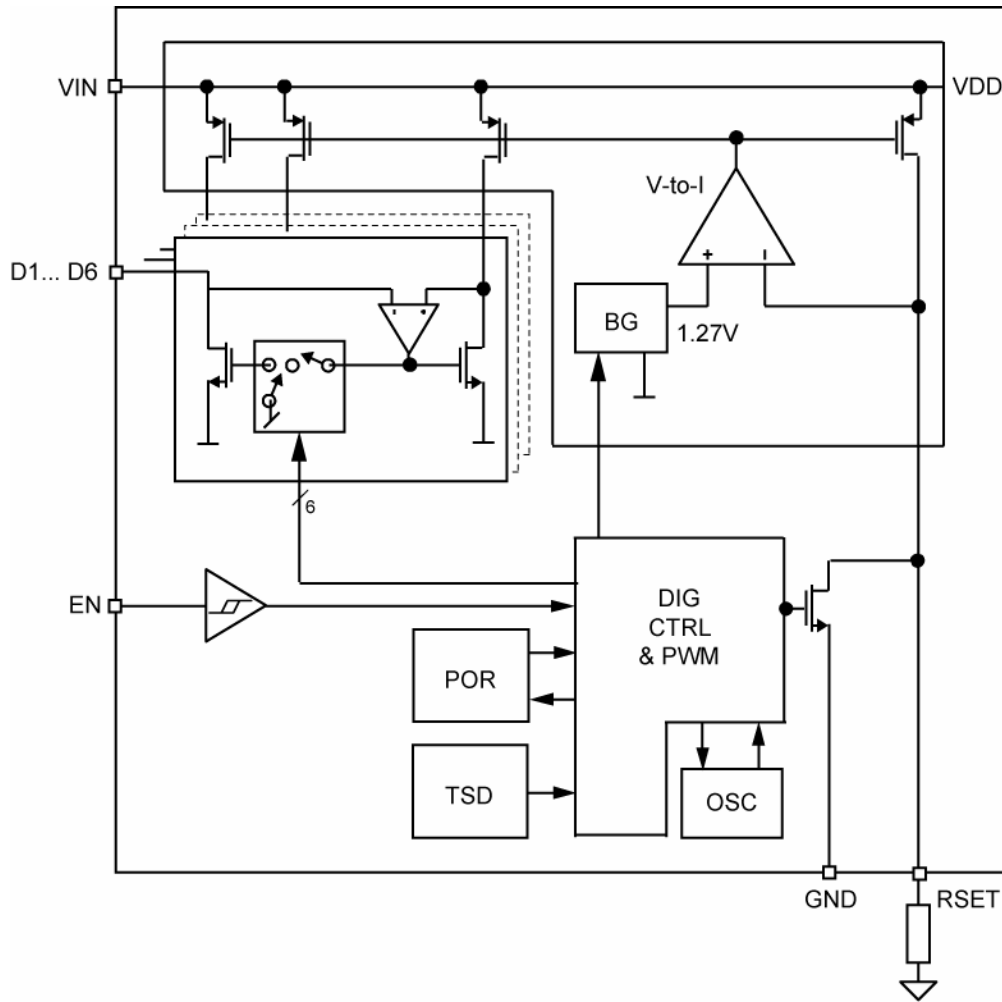 VIN
VDD
V-to-I
+
D1... D6
BG
1.27V
6
EN
DIG
CTRL
& PWM
POR
TSD
OSC
GND
RSET